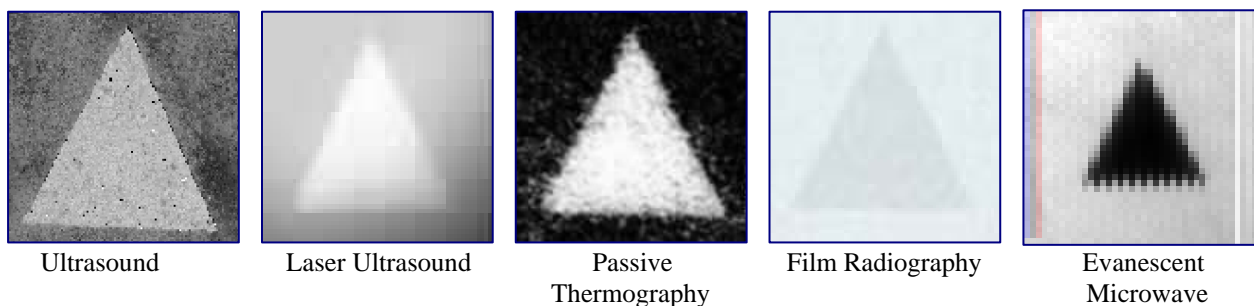 Ultrasound
Laser Ultrasound
Passive
Thermography
Film Radiography
Evanescent
Microwave